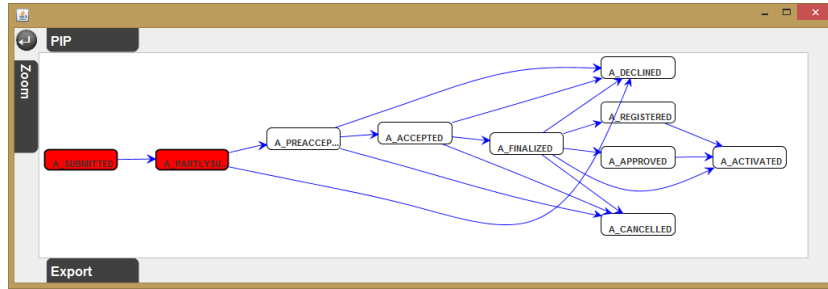 PIP
Zoom
A_DECLINED
A_REGISTERED
A_PREACCEP...
A_ACCEPTED
A_FINALIZED
A_SUBMITTED
A_PARTLYSU...
A_APPROVED
A_ACTIVATED
A_CANCELLED
Export